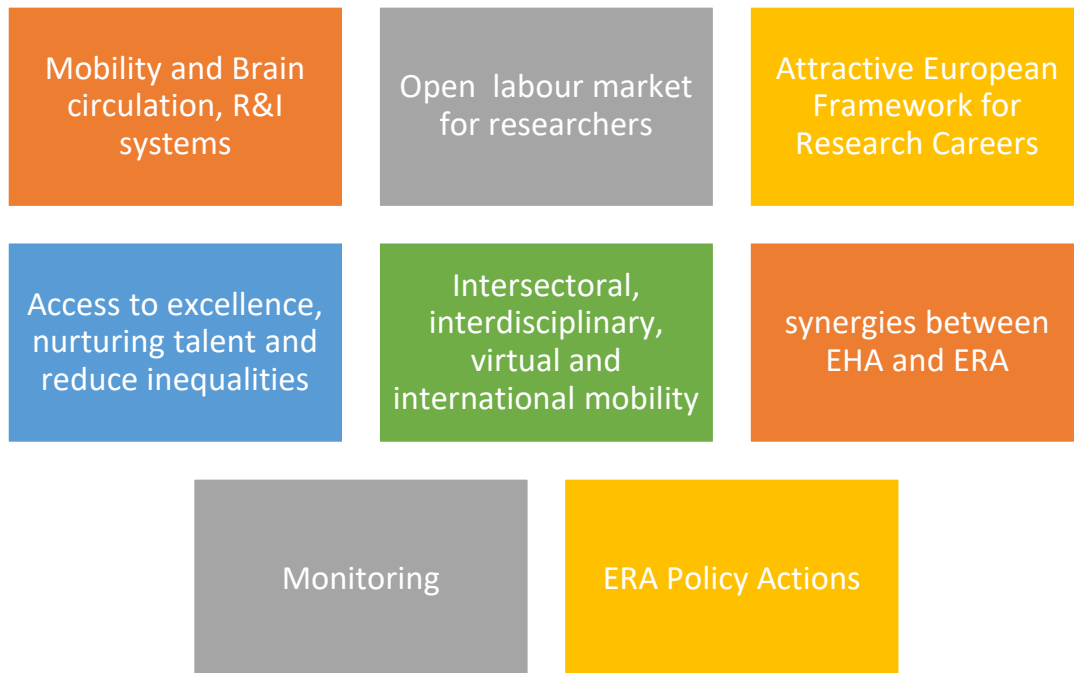 Mobility and Brain
circulation, R&I
systems
Open  labour market
for researchers
Attractive European
Framework for
Research Careers
Access to excellence,
nurturing talent and
reduce inequalities
Intersectoral,
interdisciplinary,
virtual and
international mobility
synergies between
EHA and ERA
Monitoring
ERA Policy Actions